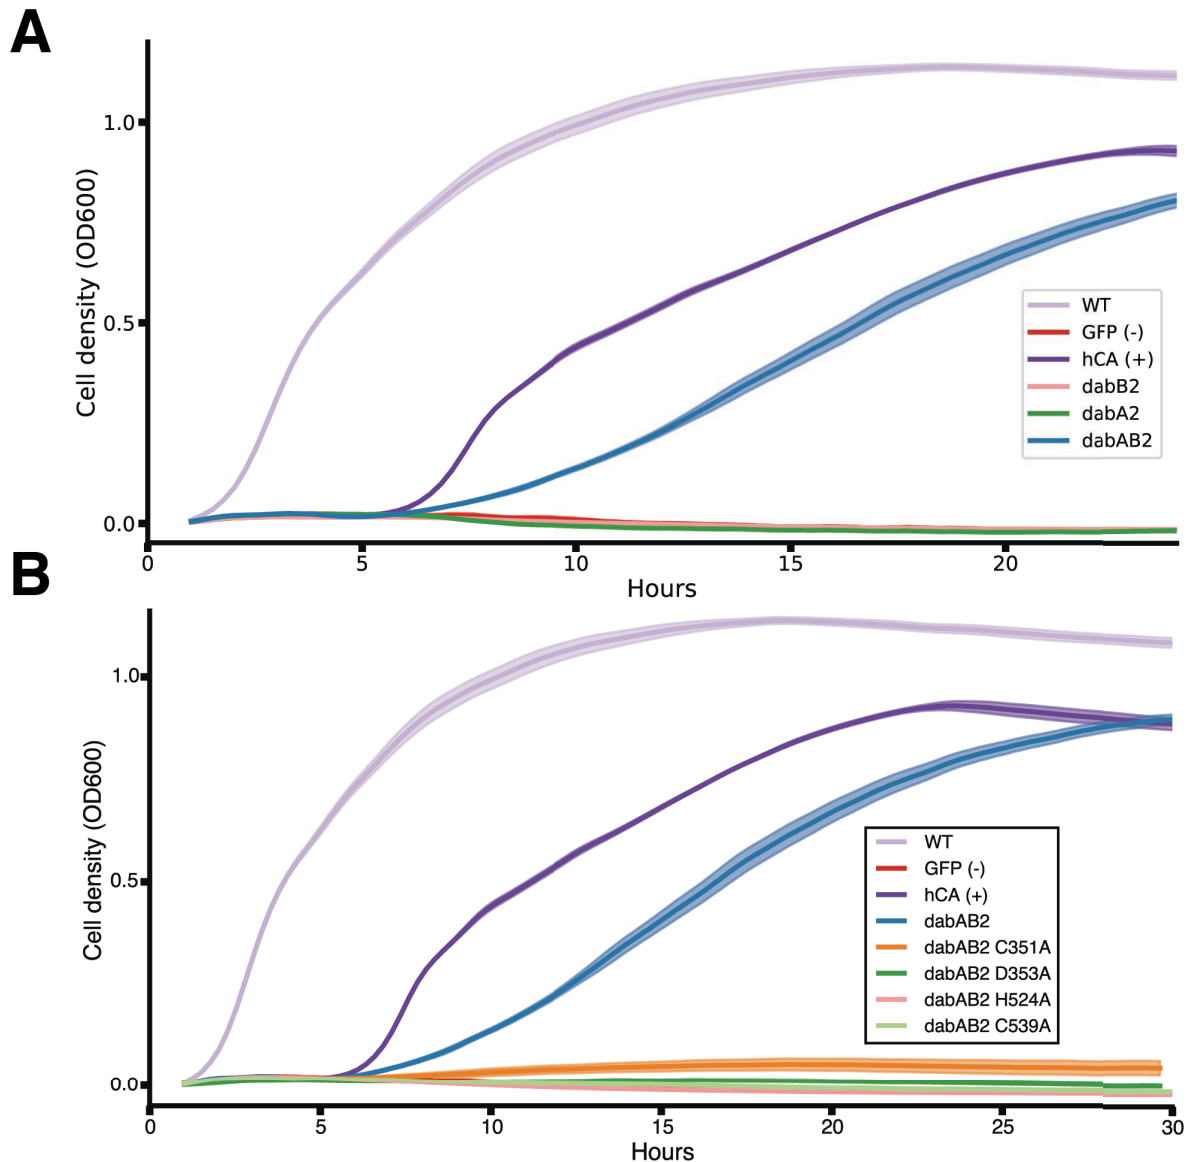 A
Cell density (OD600)
1.0
0.5
0.0
WT
GFP (-)
hCA (+)
dabB2
dabA2
dabAB2
0 5 10 15 20
Hours
B
Cell density (OD600)
1.0
0.5
0.0
WT
GFP (-)
hCA (+)
dabAB2
dabAB2 C351A
dabAB2 D353A
dabAB2 H524A
dabAB2 C539A
0 5 10 15 20 25 30
Hours